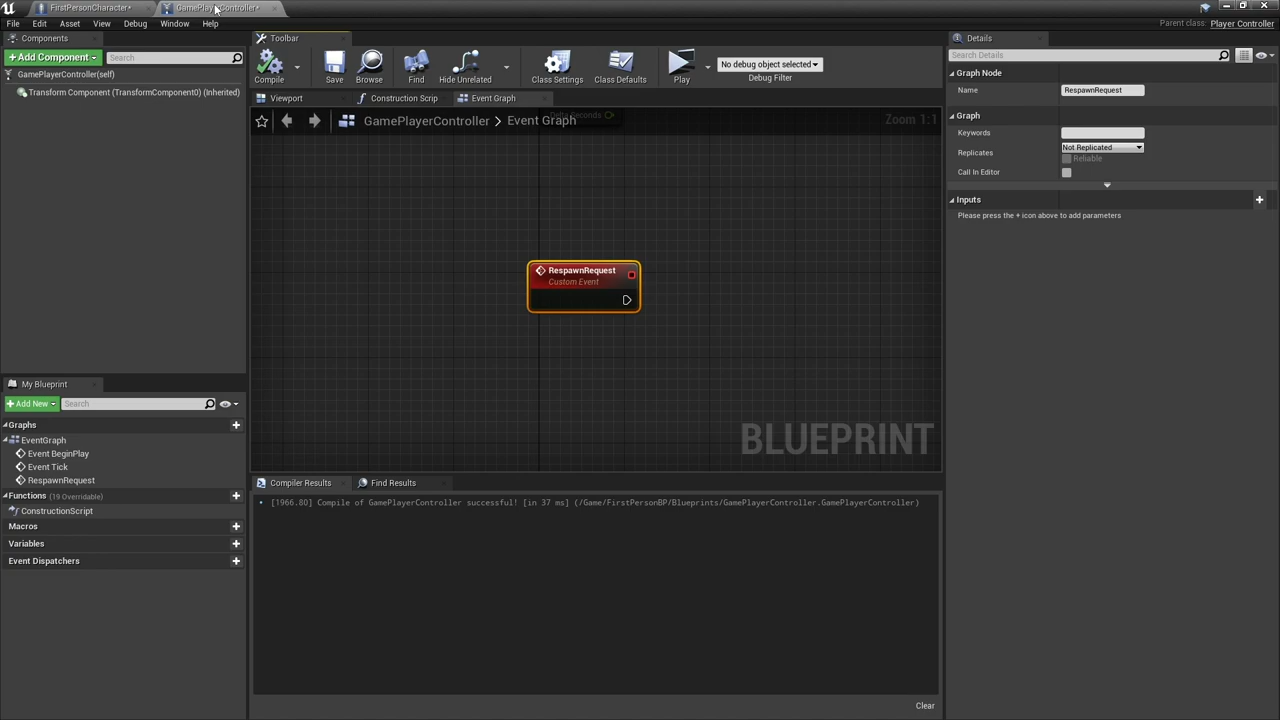 FirstPersonCharacter*
GamePlayerController*
File Edit Asset View Debug Window Help
Parent class: Player Controller
Components
Toolbar
Details
+Add Component
Search
GamePlayerController(self)
Transform Component (TransformComponent0) (Inherited)
Compile
Save
Browse
Find
Hide Unrelated
Class Settings
Class Defaults
Play
No debug object selected
Debug Filter
Search Details
Graph Node
Name RespawnRequest
Graph
Keywords
Replicates Not Replicated
Reliable
Call In Editor
Inputs
Please press the + icon above to add parameters
Viewport
Construction Scrip
Event Graph
Delta Seconds
GamePlayerController > Event Graph
Zoom 1:1
RespawnRequest
Custom Event
BLUEPRINT
My Blueprint
+Add New
Search
Graphs
EventGraph
Event BeginPlay
Event Tick
RespawnRequest
Functions (19 Overridable)
ConstructionScript
Macros
Variables
Event Dispatchers
Compiler Results
Find Results
[1966.80] Compile of GamePlayerController successful! [in 37 ms] (/Game/FirstPersonBP/Blueprints/GamePlayerController.GamePlayerController)
Clear